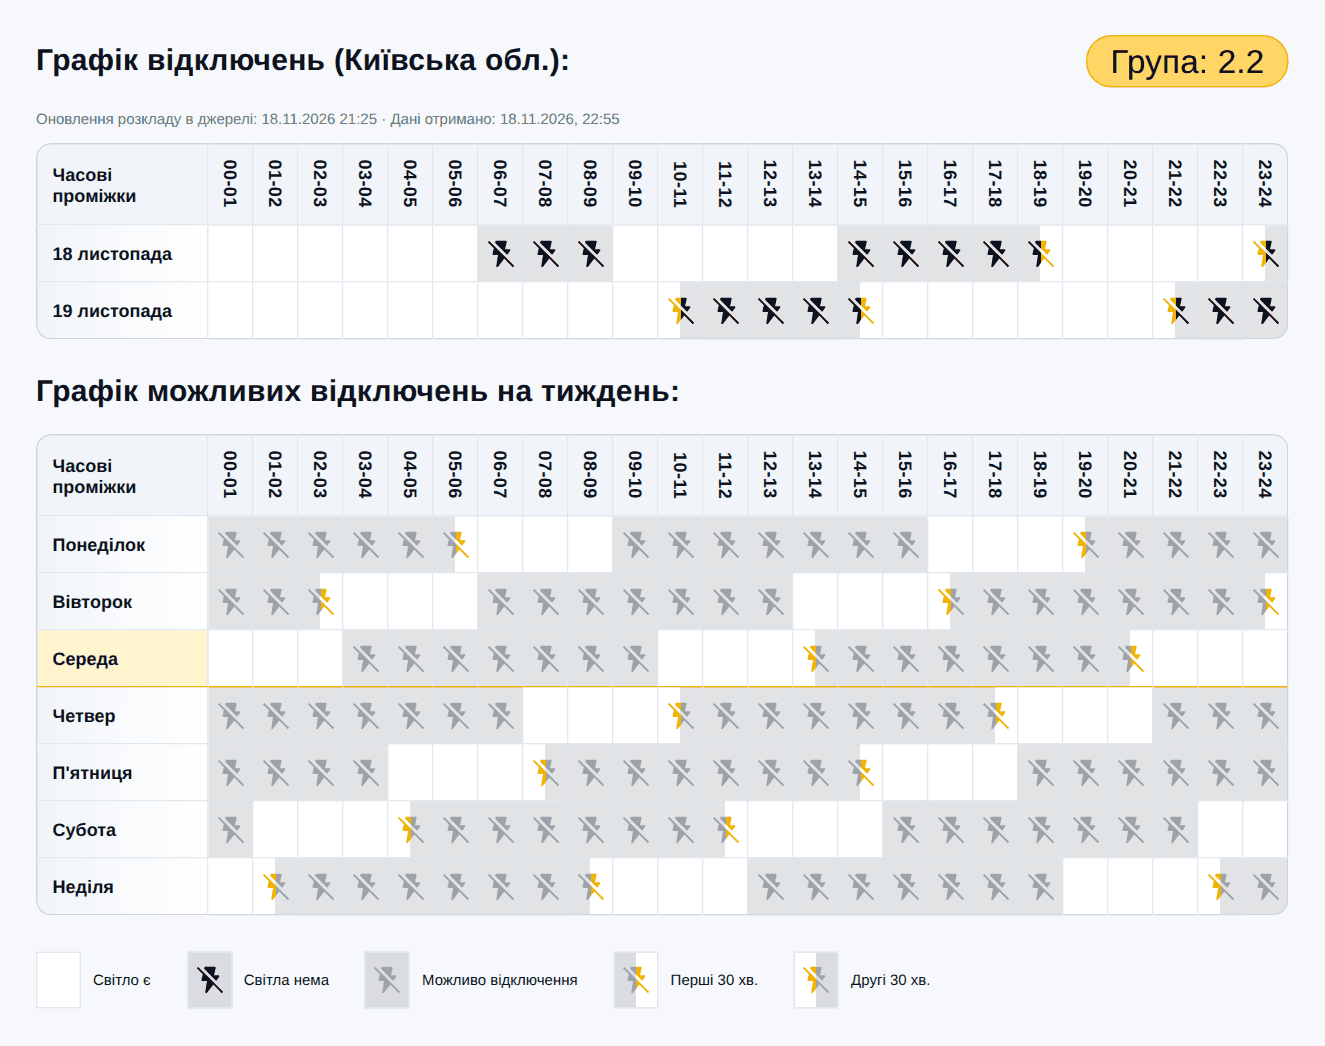 Графік відключень (Київська обл.):
Група: 2.2
Оновлення розкладу в джерелі: 18.11.2026 21:25 · Дані отримано: 18.11.2026, 22:55
Часові проміжки 00-01 01-02 02-03 03-04 04-05 05-06 06-07 07-08 08-09 09-10 10-11 11-12 12-13 13-14 14-15 15-16 16-17 17-18 18-19 19-20 20-21 21-22 22-23 23-24
18 листопада
19 листопада
Графік можливих відключень на тиждень:
Часові проміжки 00-01 01-02 02-03 03-04 04-05 05-06 06-07 07-08 08-09 09-10 10-11 11-12 12-13 13-14 14-15 15-16 16-17 17-18 18-19 19-20 20-21 21-22 22-23 23-24
Понеділок
Вівторок
Середа
Четвер
П'ятниця
Субота
Неділя
Світло є Світла нема Можливо відключення Перші 30 хв. Другі 30 хв.